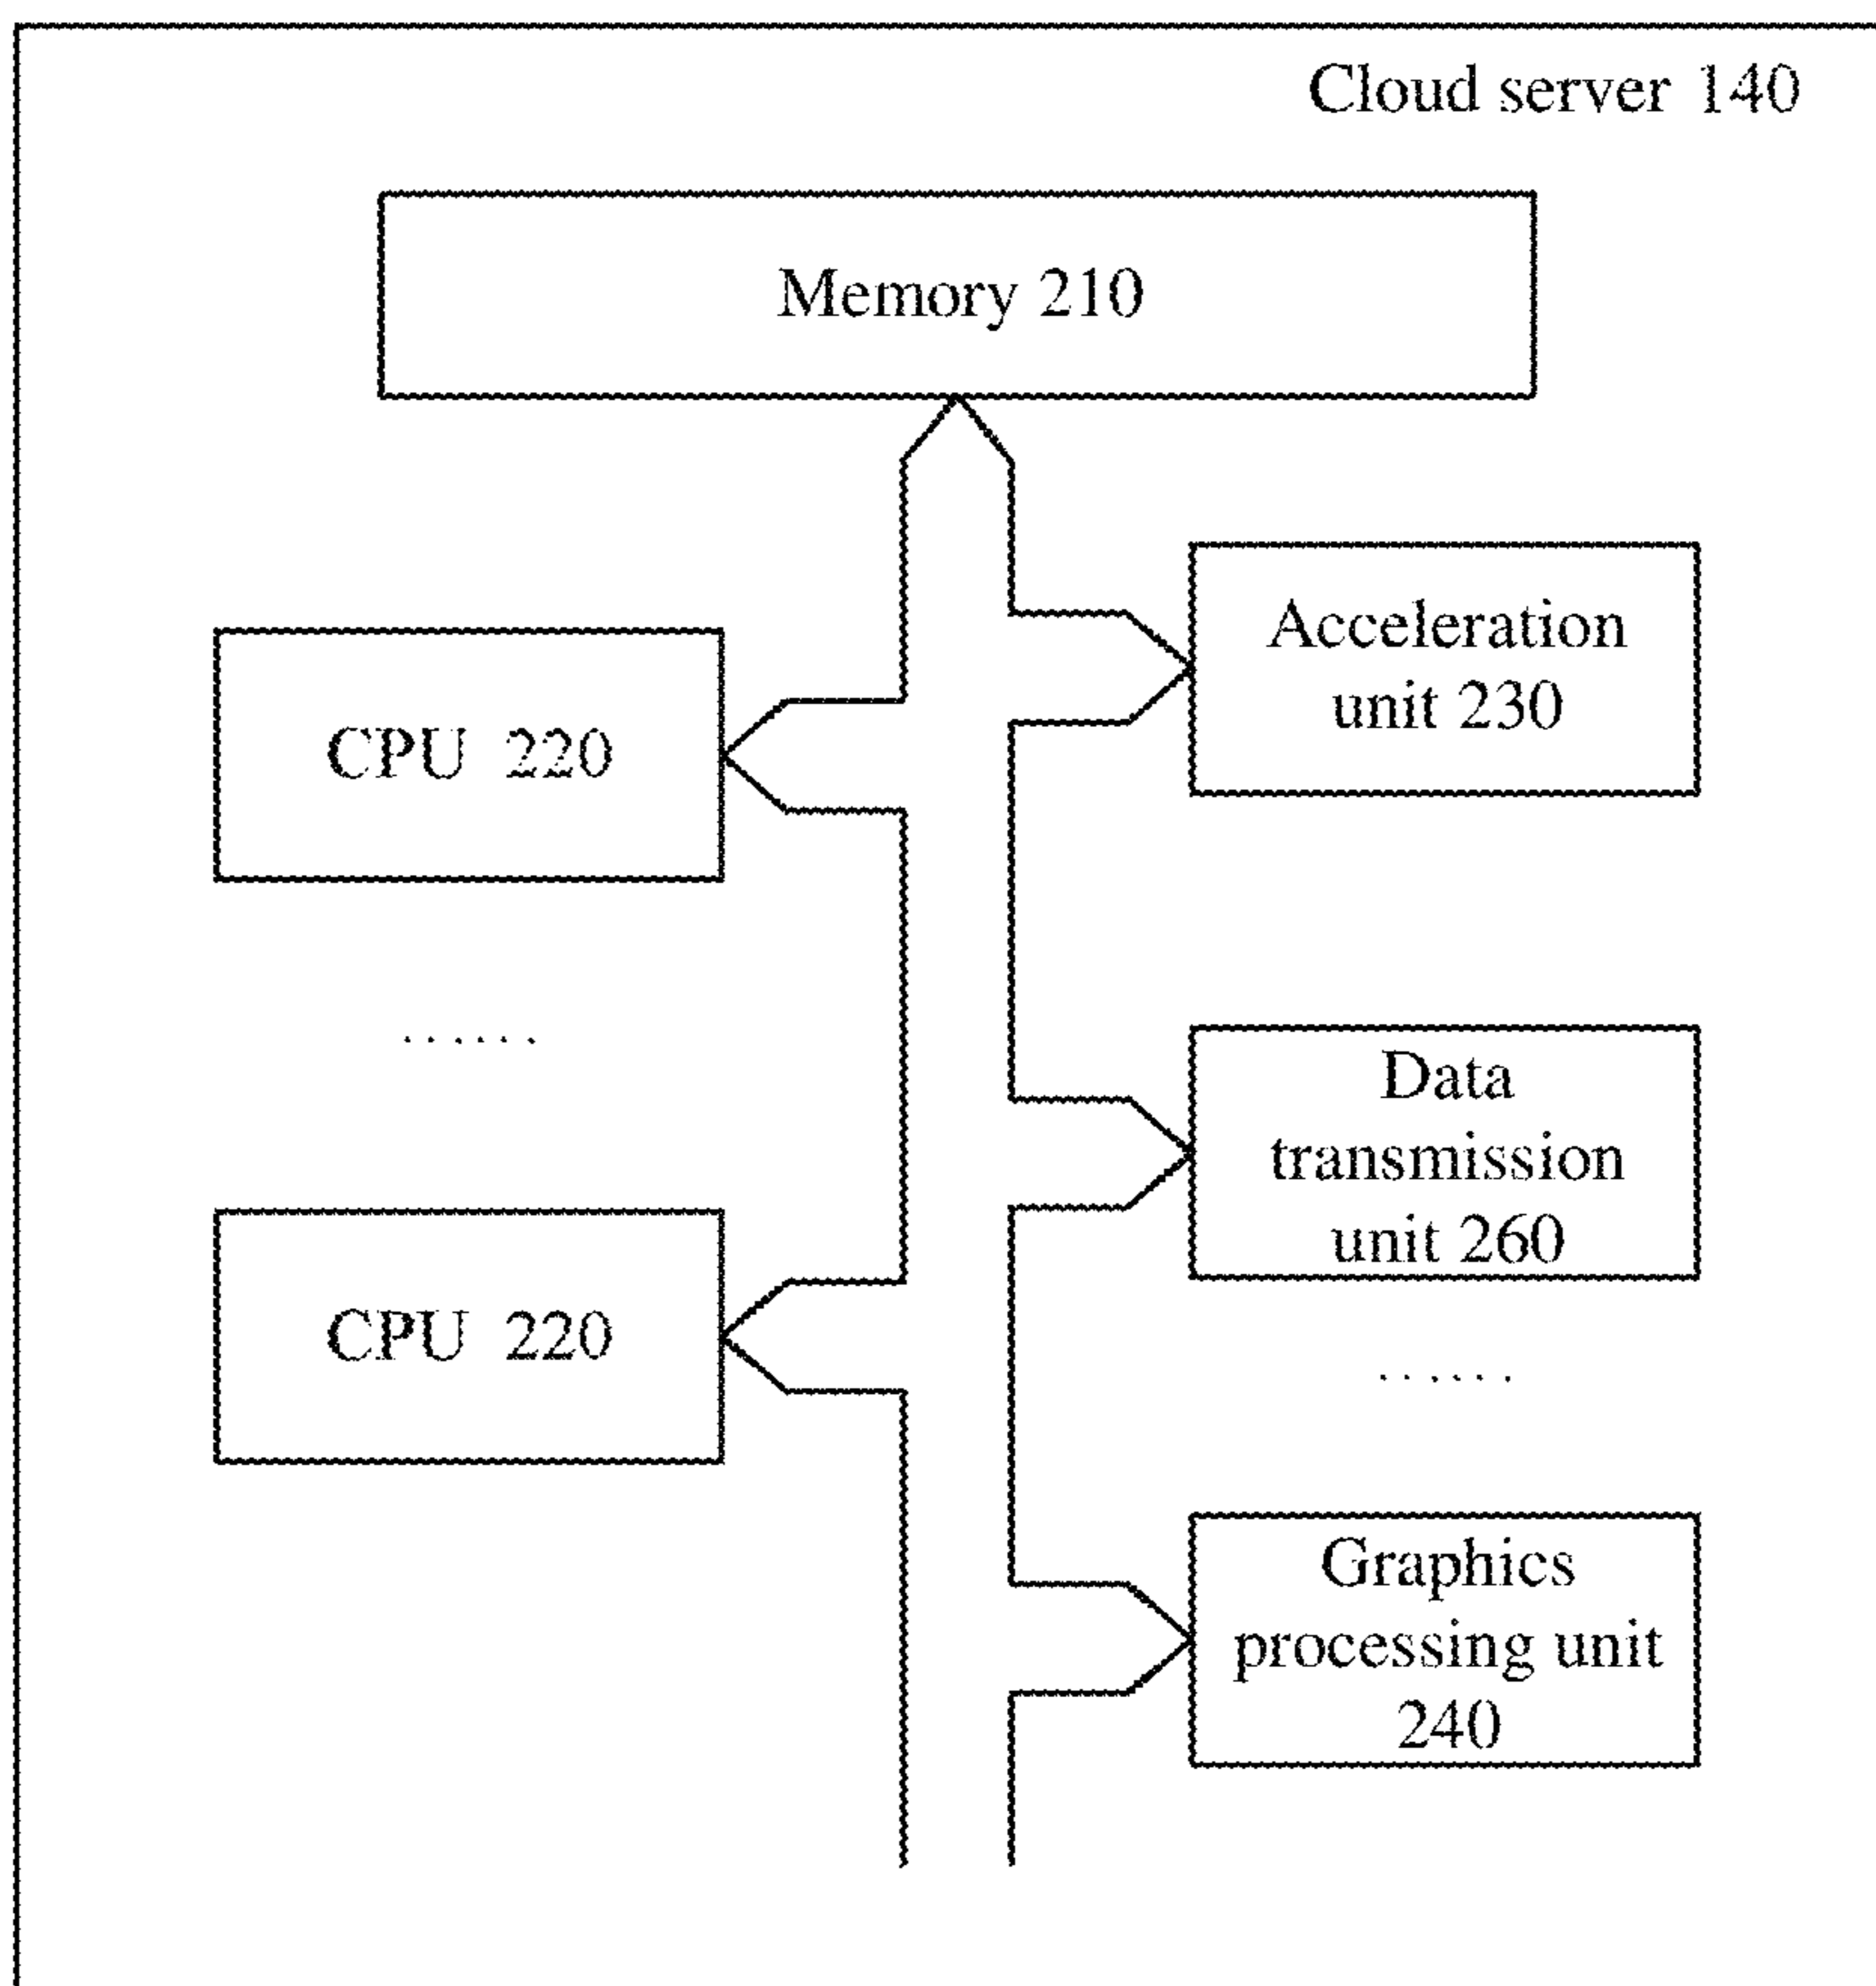 Cloud server 140
Memory 210
Acceleration
unit 230
CPU 220
......
Data
transmission
unit 260
CPU 220
......
Graphics
processing unit
240